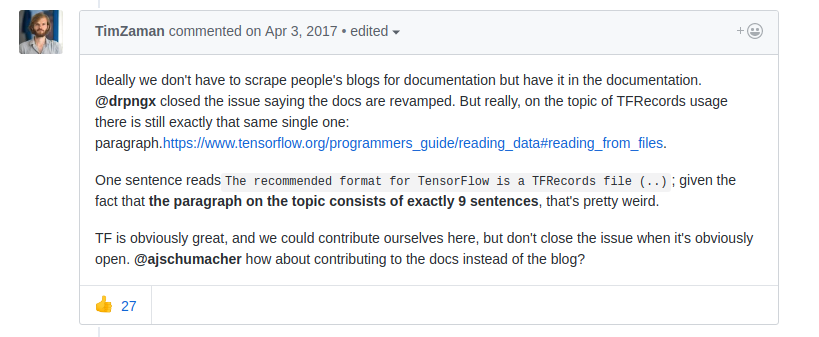 TimZaman commented on Apr 3, 2017 • edited
Ideally we don't have to scrape people's blogs for documentation but have it in the documentation.
@drpngx closed the issue saying the docs are revamped. But really, on the topic of TFRecords usage
there is still exactly that same single one:
paragraph.https://www.tensorflow.org/programmers_guide/reading_data#reading_from_files.
One sentence reads The recommended format for TensorFlow is a TFRecords file (..) ; given the
fact that the paragraph on the topic consists of exactly 9 sentences, that's pretty weird.
TF is obviously great, and we could contribute ourselves here, but don't close the issue when it's obviously
open. @ajschumacher how about contributing to the docs instead of the blog?
27